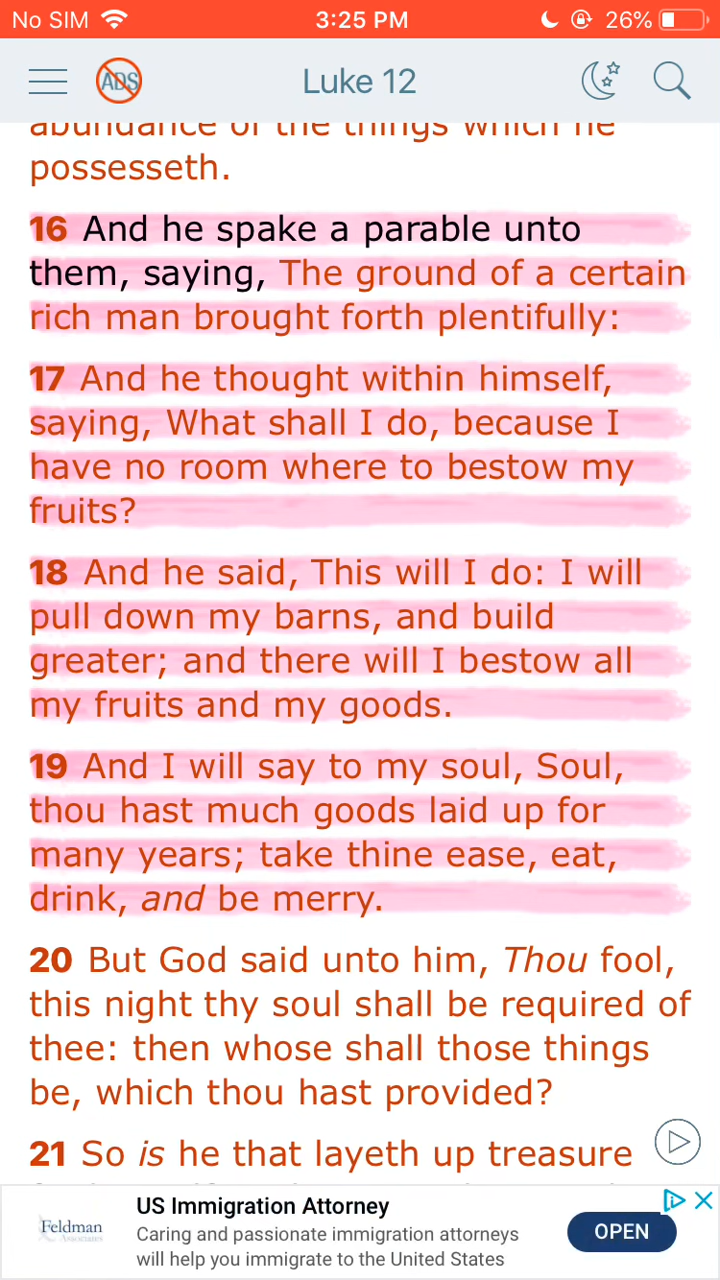 No SIM 3:25 PM 26%
ADS Luke 12
abundance of the things which he
possesseth.
16 And he spake a parable unto
them, saying, The ground of a certain
rich man brought forth plentifully:
17 And he thought within himself,
saying, What shall I do, because I
have no room where to bestow my
fruits?
18 And he said, This will I do: I will
pull down my barns, and build
greater; and there will I bestow all
my fruits and my goods.
19 And I will say to my soul, Soul,
thou hast much goods laid up for
many years; take thine ease, eat,
drink, and be merry.
20 But God said unto him, Thou fool,
this night thy soul shall be required of
thee: then whose shall those things
be, which thou hast provided?
21 So is he that layeth up treasure
US Immigration Attorney
Feldman
Associates
Caring and passionate immigration attorneys
will help you immigrate to the United States
OPEN